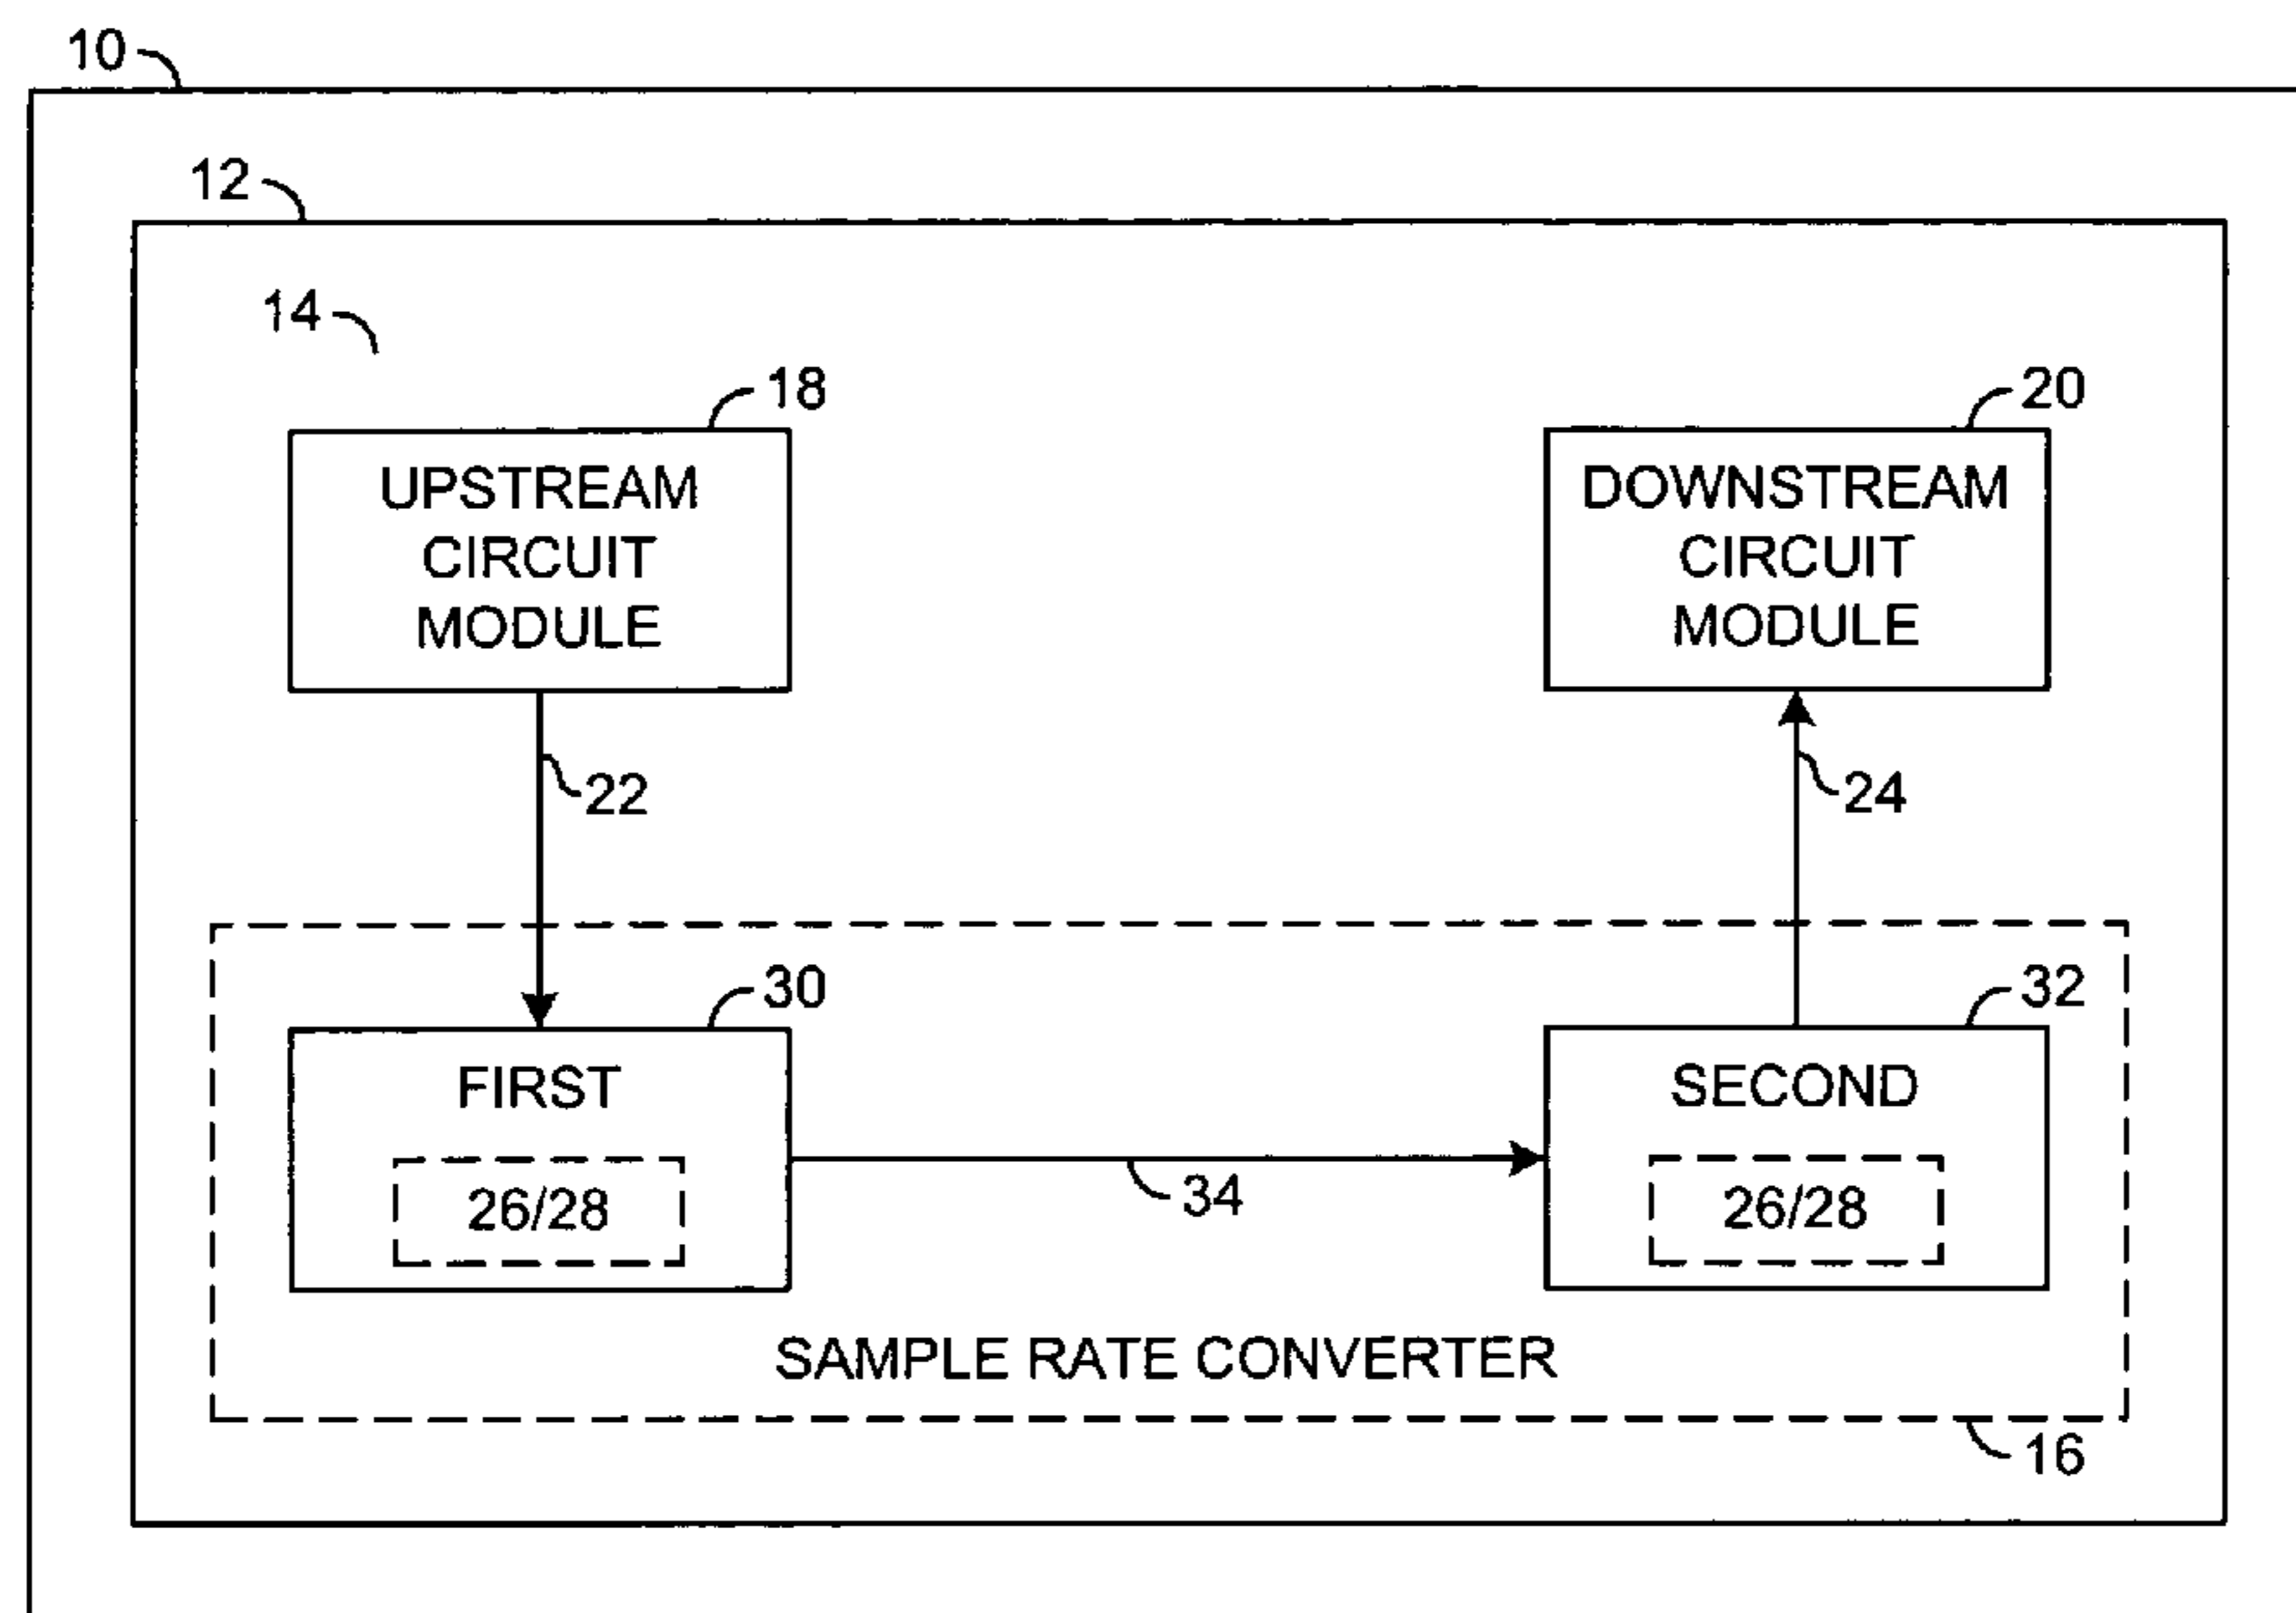 10
12
14
18
20
UPSTREAM
CIRCUIT
MODULE
DOWNSTREAM
CIRCUIT
MODULE
22
24
30
32
FIRST
26/28
SECOND
26/28
34
SAMPLE RATE CONVERTER
16